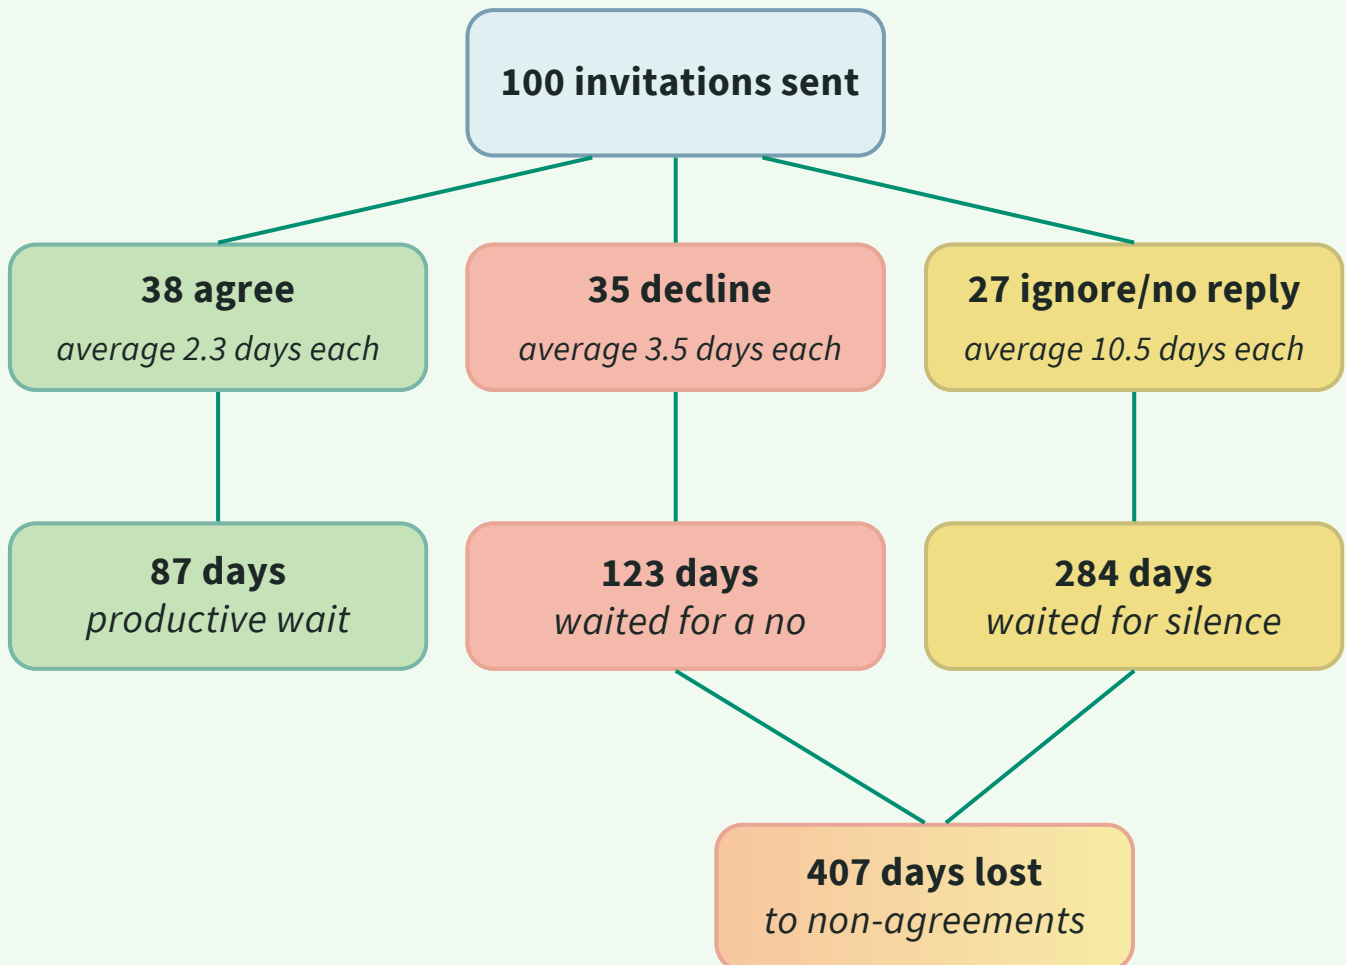 100 invitations sent
38 agree
average 2.3 days each
35 decline
average 3.5 days each
27 ignore/no reply
average 10.5 days each
87 days
productive wait
123 days
waited for a no
284 days
waited for silence
407 days lost
to non-agreements